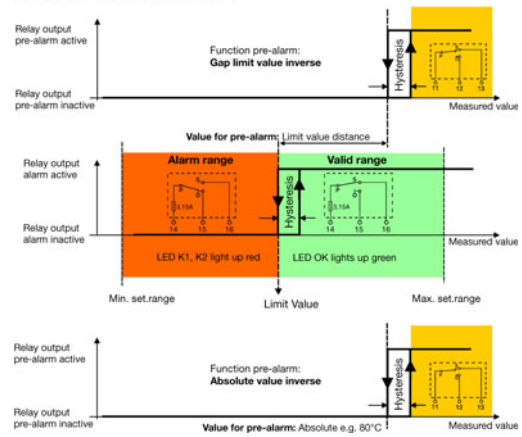 Relay output
pre-alarm active
Function pre-alarm:
Gap limit value inverse
Hysteresis
11 12 13
Relay output
pre-alarm inactive
Measured value
Value for pre-alarm: Limit value distance
Relay output
alarm active
Alarm range
Valid range
3,15A
14 15 16
Hysteresis
3,15A
14 15 16
Relay output
alarm inactive
Measured value
LED K1, K2 light up red
LED OK lights up green
Min. set.range
Limit Value
Max. set.range
Relay output
pre-alarm active
Function pre-alarm:
Absolute value inverse
Hysteresis
11 12 13
Relay output
pre-alarm inactive
Measured value
Value for pre-alarm: Absolute e.g. 80°C